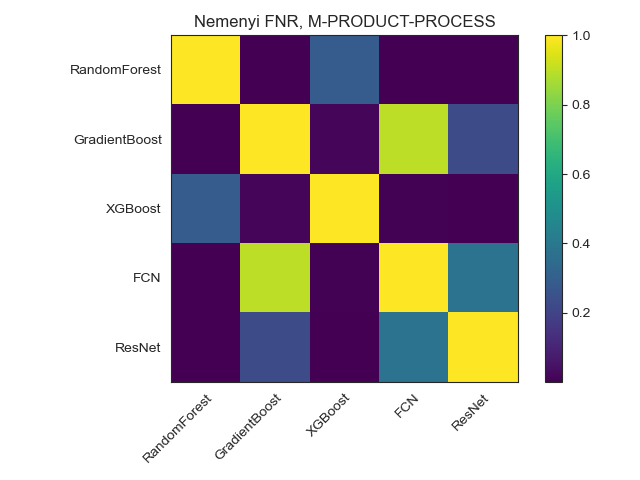 Nemenyi FNR, M-PRODUCT-PROCESS
RandomForest
GradientBoost
XGBoost
FCN
ResNet
RandomForest
GradientBoost
XGBoost
FCN
ResNet
1.0
0.8
0.6
0.4
0.2